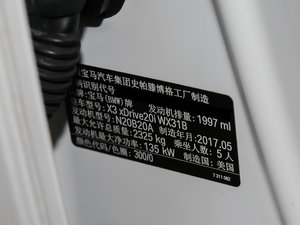 宝马汽车集团史帕滕博格工厂制造
辆识别代号
牌:宝马(BMW)牌 发动机排量:1997 ml
车型号:X3 xDrive20i WX31B
发动机型号:N20B20A 制造年月:2017.05
最大允许总质量:2325 kg 乘坐人数:5人
发动机最大净功率:135 kW 制造国:美国
颜色代码:300/0
7 311 082